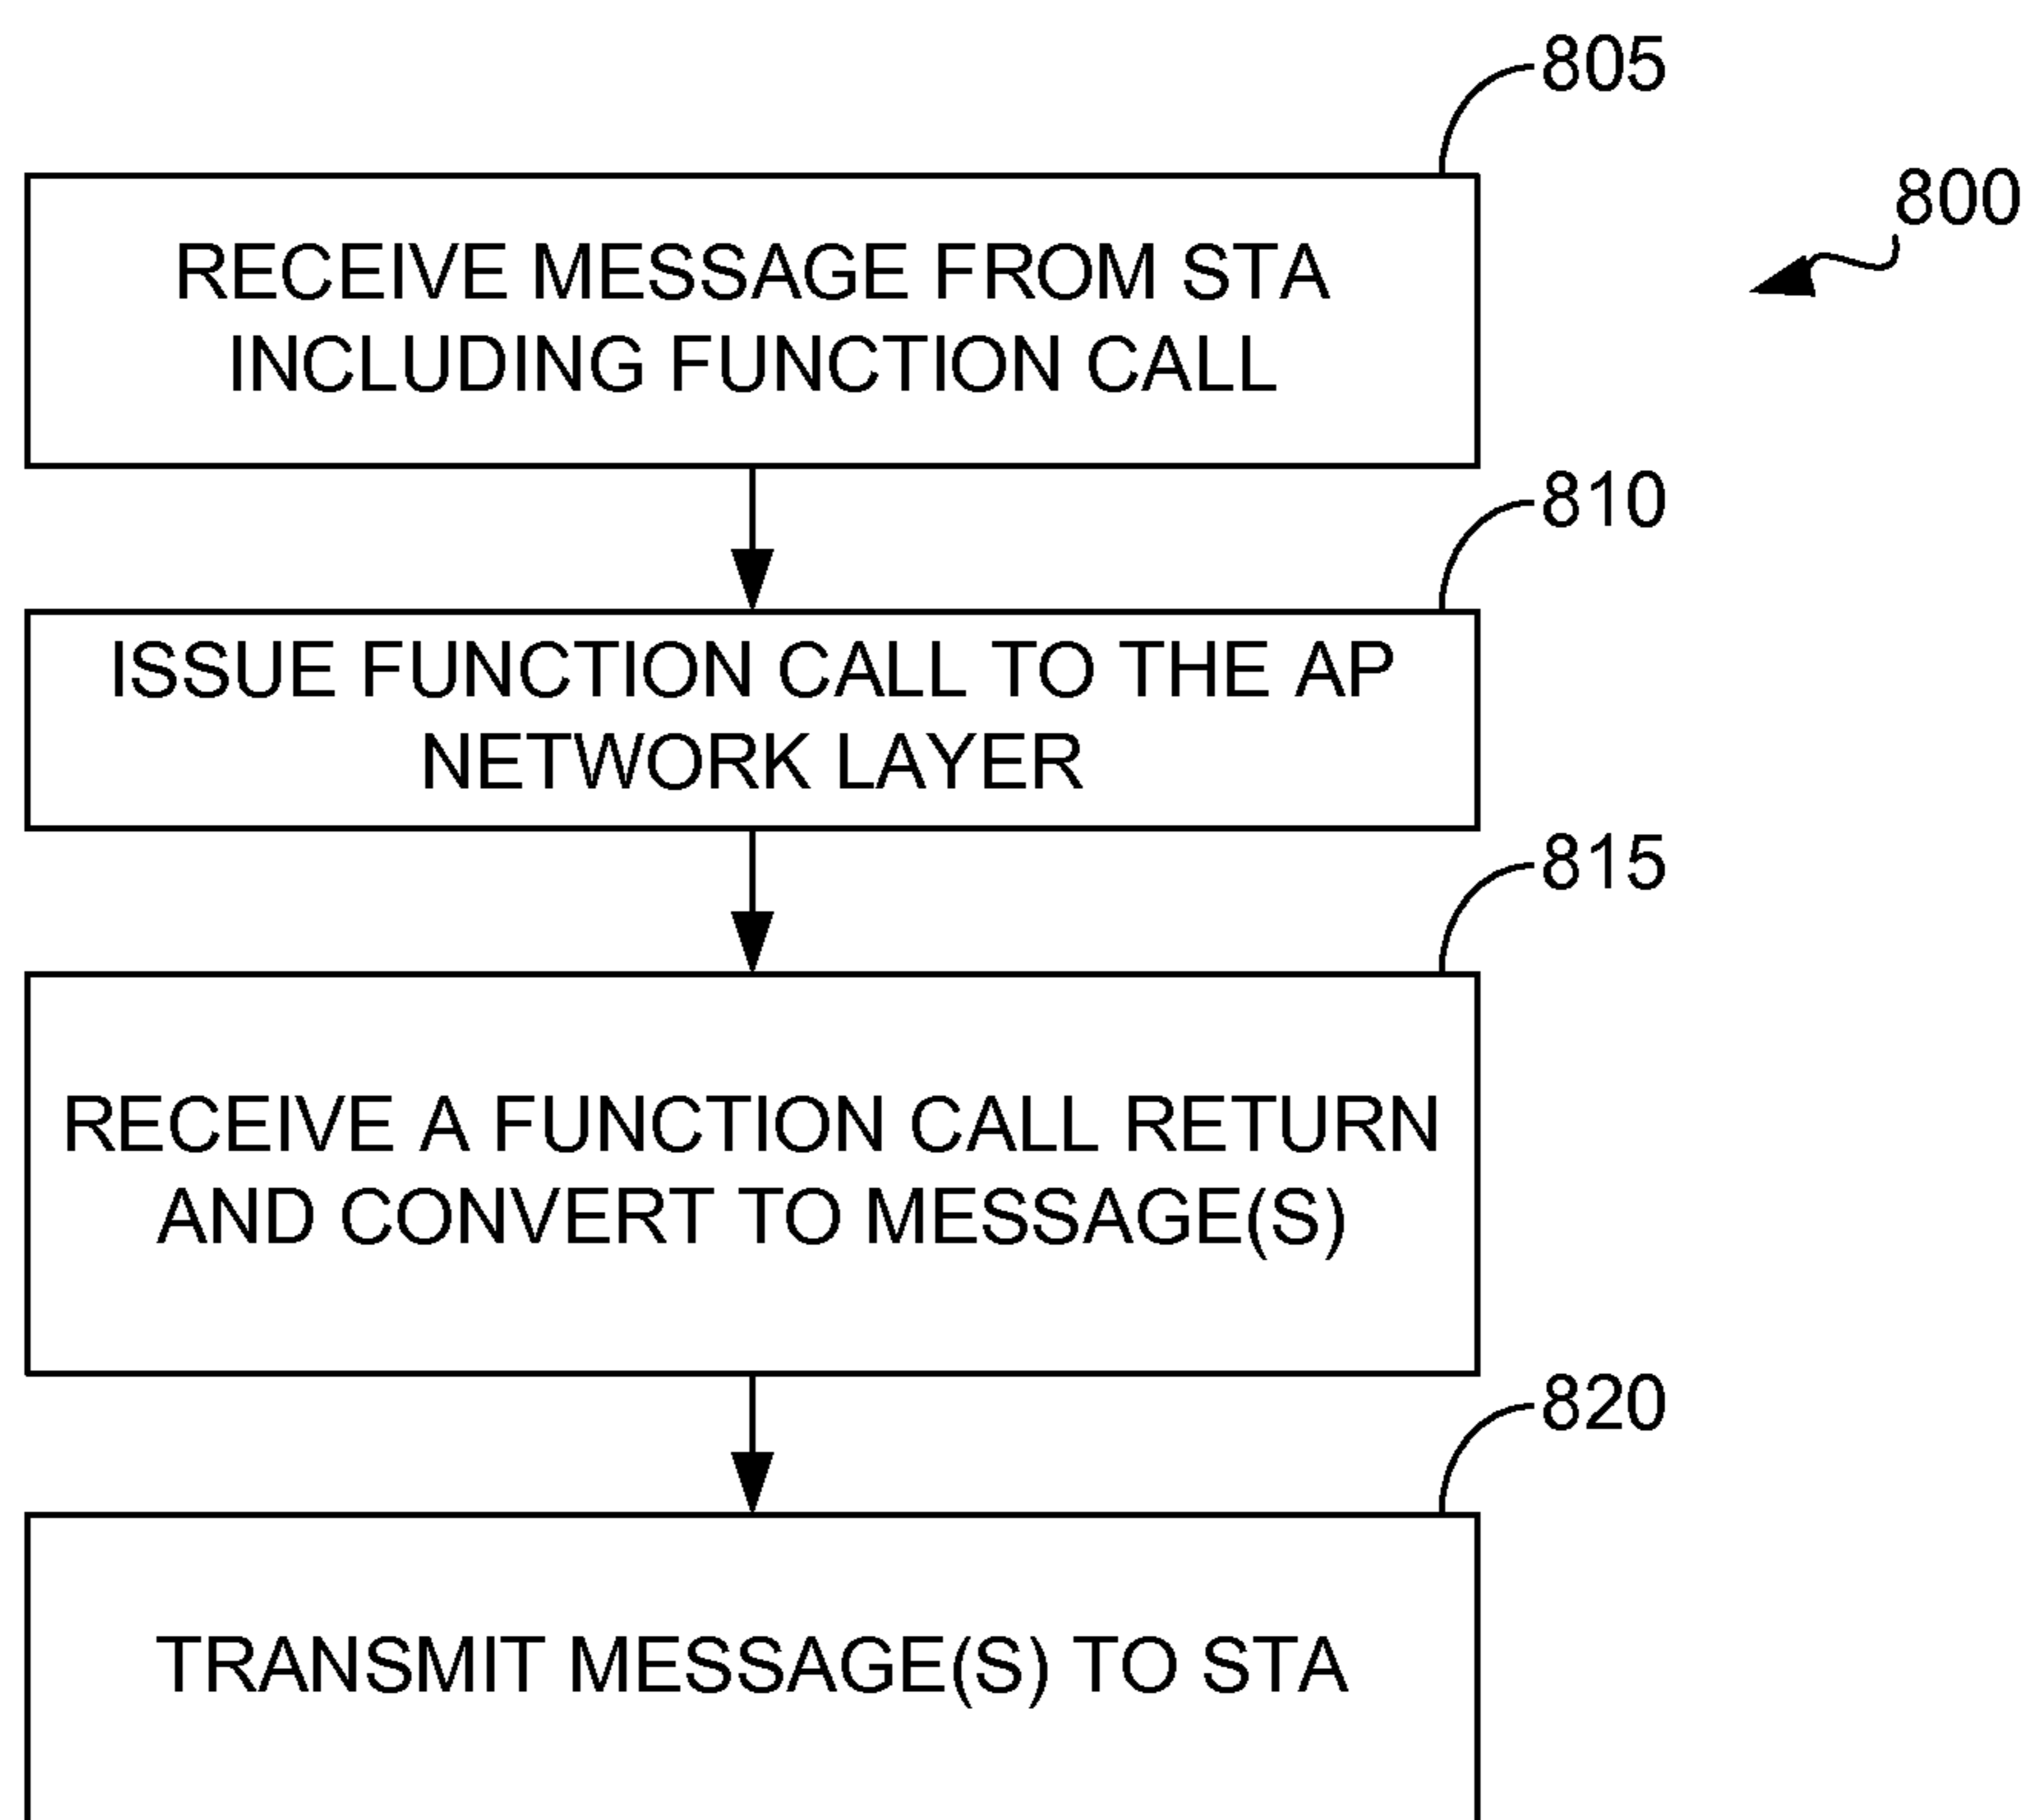 805
800
RECEIVE MESSAGE FROM STA
INCLUDING FUNCTION CALL
810
ISSUE FUNCTION CALL TO THE AP
NETWORK LAYER
815
RECEIVE A FUNCTION CALL RETURN
AND CONVERT TO MESSAGE(S)
820
TRANSMIT MESSAGE(S) TO STA